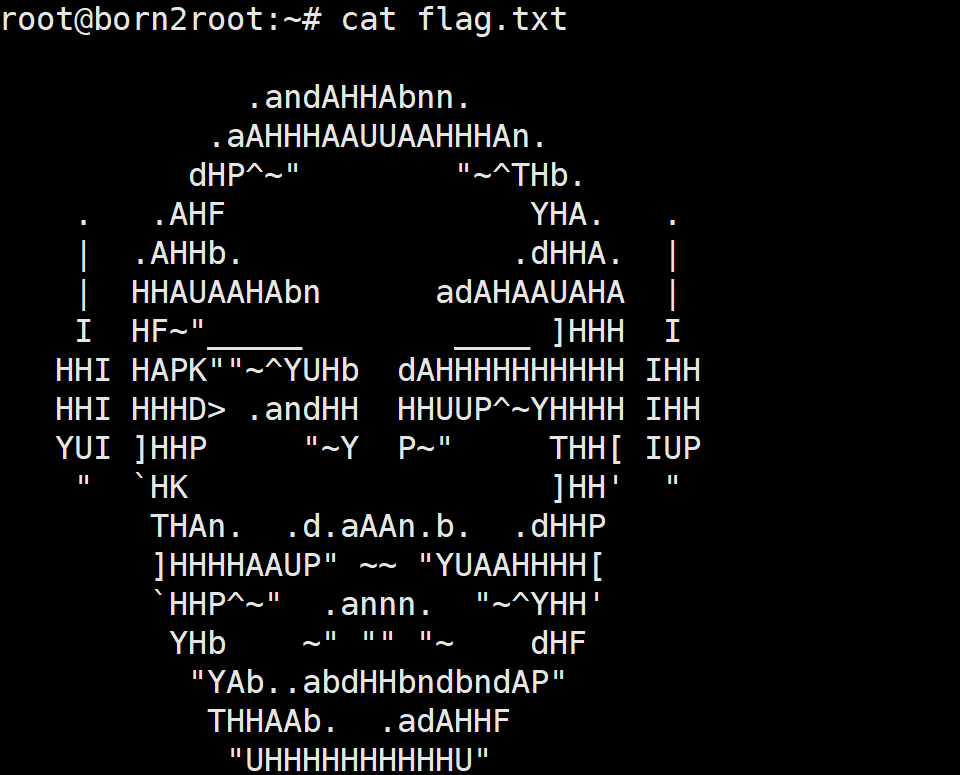 root@born2root:~# cat flag.txt

             .andAHHAbnn.
           .aAHHHAAUUAAHHHAn.
          dHP^~"        "~^THb.
    .   .AHF                YHA.   .
    |  .AHHb.              .dHHA.  |
    |  HHAUAAHAbn      adAHAAUAHA  |
    I  HF~"_____        ____ ]HHH  I
   HHI HAPK""~^YUHb  dAHHHHHHHHHH IHH
   HHI HHHD> .andHH  HHUUP^~YHHHH IHH
   YUI ]HHP     "~Y  P~"     THH[ IUP
    "  `HK                   ]HH'  "
        THAn.  .d.aAAn.b.  .dHHP
        ]HHHHAAUP" ~~ "YUAAHHHH[
        `HHP^~"  .annn.  "~^YHH'
         YHb    ~" "" "~    dHF
          "YAb..abdHHbndbndAP"
           THHAAb.  .adAHHF
            "UHHHHHHHHHHU"